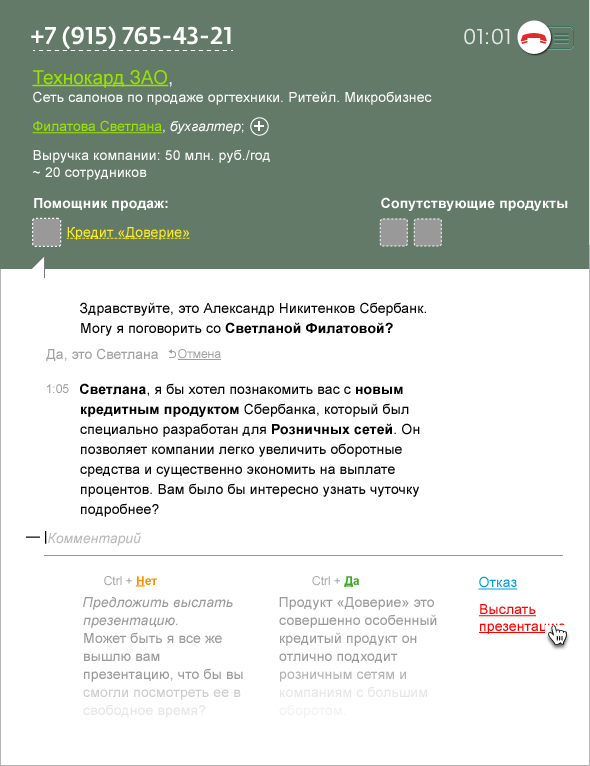 +7 (915) 765-43-21
01:01
Технокард ЗАО,
Сеть салонов по продаже оргтехники. Ритейл. Микробизнес
Филатова Светлана, бухгалтер;
Выручка компании: 50 млн. руб./год
~ 20 сотрудников
Помощник продаж:
Кредит «Доверие»
Сопутствующие продукты
Здравствуйте, это Александр Никитенков Сбербанк.
Могу я поговорить со Светланой Филатовой?
Да, это Светлана Отмена
1:05 Светлана, я бы хотел познакомить вас с новым
кредитным продуктом Сбербанка, который был
специально разработан для Розничных сетей. Он
позволяет компании легко увеличить оборотные
средства и существенно экономить на выплате
процентов. Вам было бы интересно узнать чуточку
подробнее?
— Комментарий
Ctrl + Нет
Предложить выслать
презентацию.
Может быть я все же
вышлю вам
презентацию, что бы вы
смогли посмотреть ее в
свободное время?
Ctrl + Да
Продукт «Доверие» это
совершенно особенный
кредитый продукт он
отлично подходит
розничным сетям и
компаниям с большим
оборотом.
Отказ
Выслать
презентацию